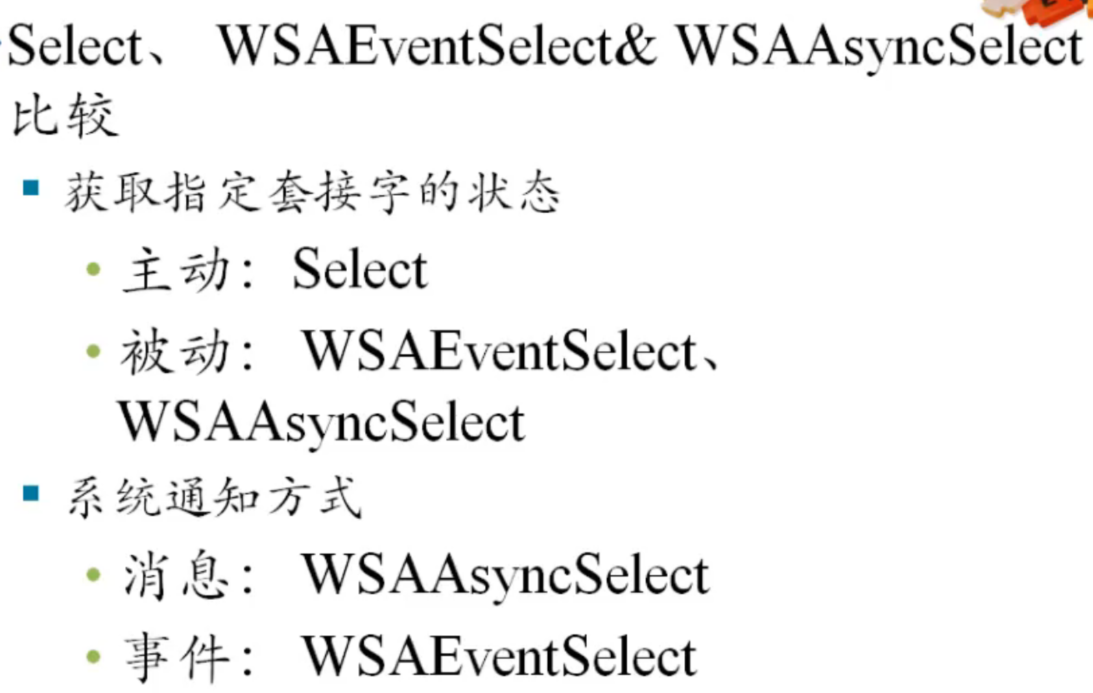 Select、 WSAEventSelect& WSAAsyncSelect
比较
获取指定套接字的状态
主动： Select
被动： WSAEventSelect、
WSAAsyncSelect
系统通知方式
消息： WSAAsyncSelect
事件： WSAEventSelect